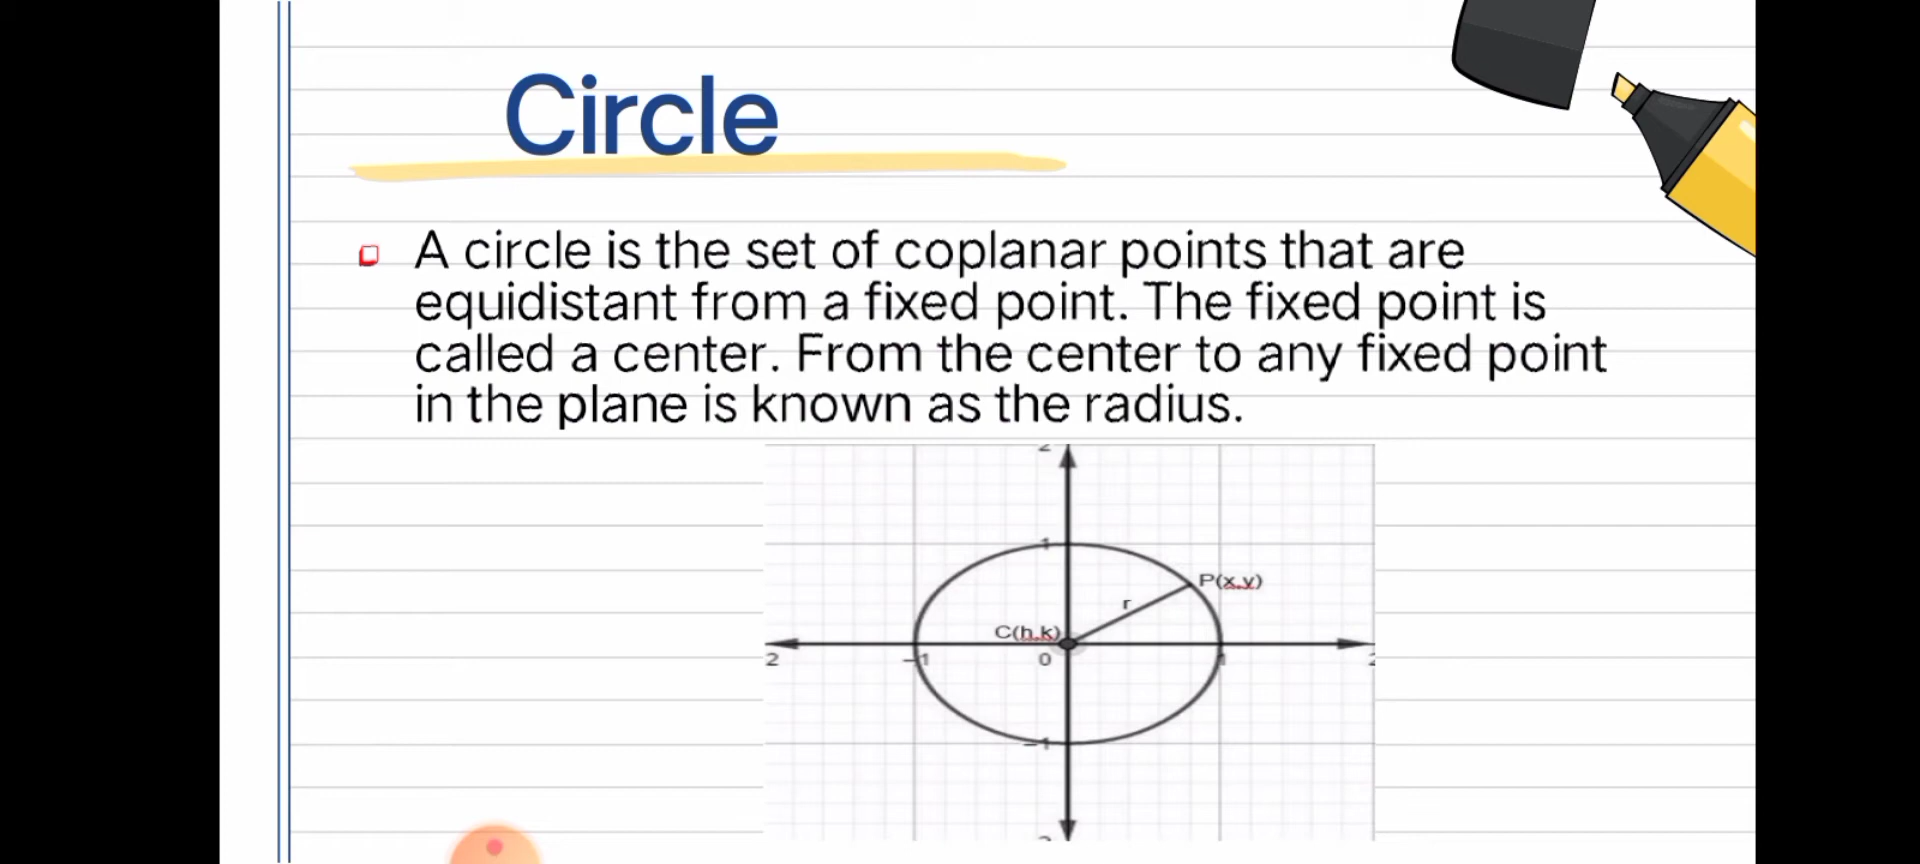 Circle
A circle is the set of coplanar points that are
equidistant from a fixed point. The fixed point is
called a center. From the center to any fixed point
in the plane is known as the radius.
2
1
P(x,y)
r
C(h,k)
2
-1
0
1
-1